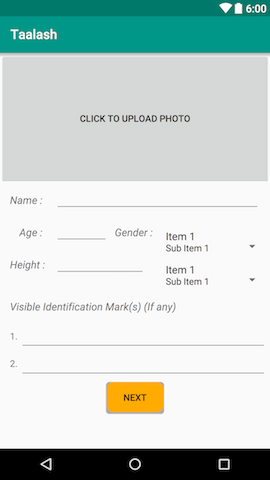 6:00
Taalash
CLICK TO UPLOAD PHOTO
Name :
Age : Gender : Item 1
Sub Item 1
Height : Item 1
Sub Item 1
Visible Identification Mark(s) (If any)
1.
2.
NEXT